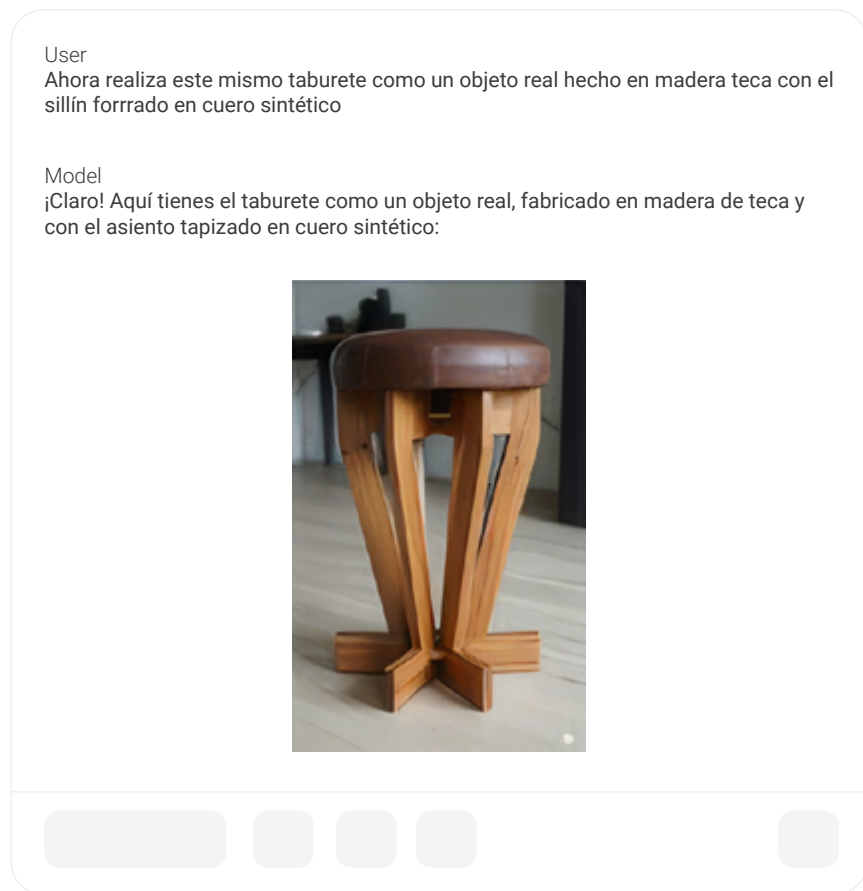 User
Ahora realiza este mismo taburete como un objeto real hecho en madera teca con el
sillín forrrado en cuero sintético
Model
¡Claro! Aquí tienes el taburete como un objeto real, fabricado en madera de teca y
con el asiento tapizado en cuero sintético: